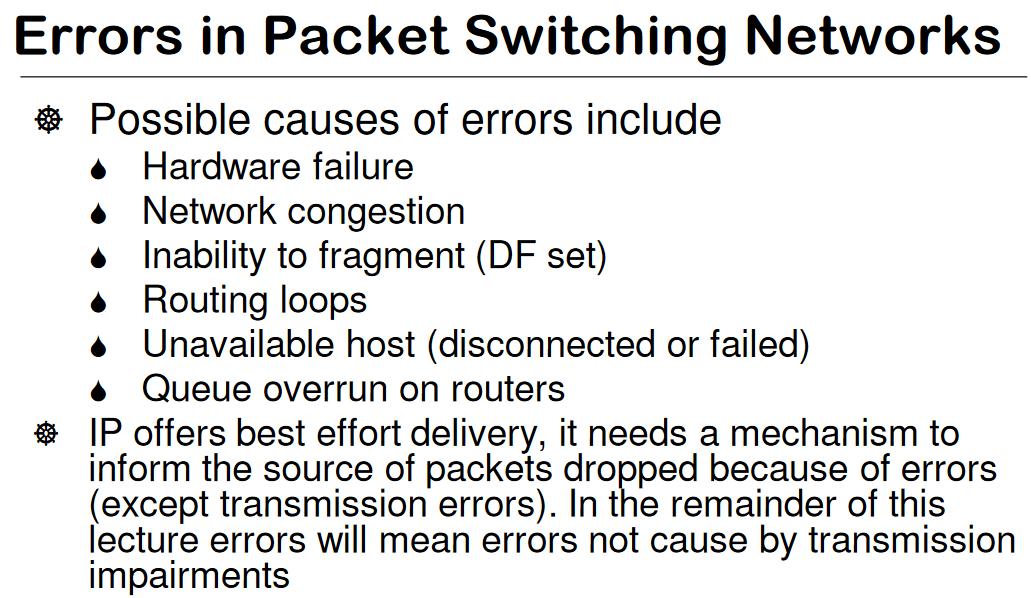 Errors in Packet Switching Networks
Possible causes of errors include
Hardware failure
Network congestion
Inability to fragment (DF set)
Routing loops
Unavailable host (disconnected or failed)
Queue overrun on routers
IP offers best effort delivery, it needs a mechanism to
inform the source of packets dropped because of errors
(except transmission errors). In the remainder of this
lecture errors will mean errors not cause by transmission
impairments